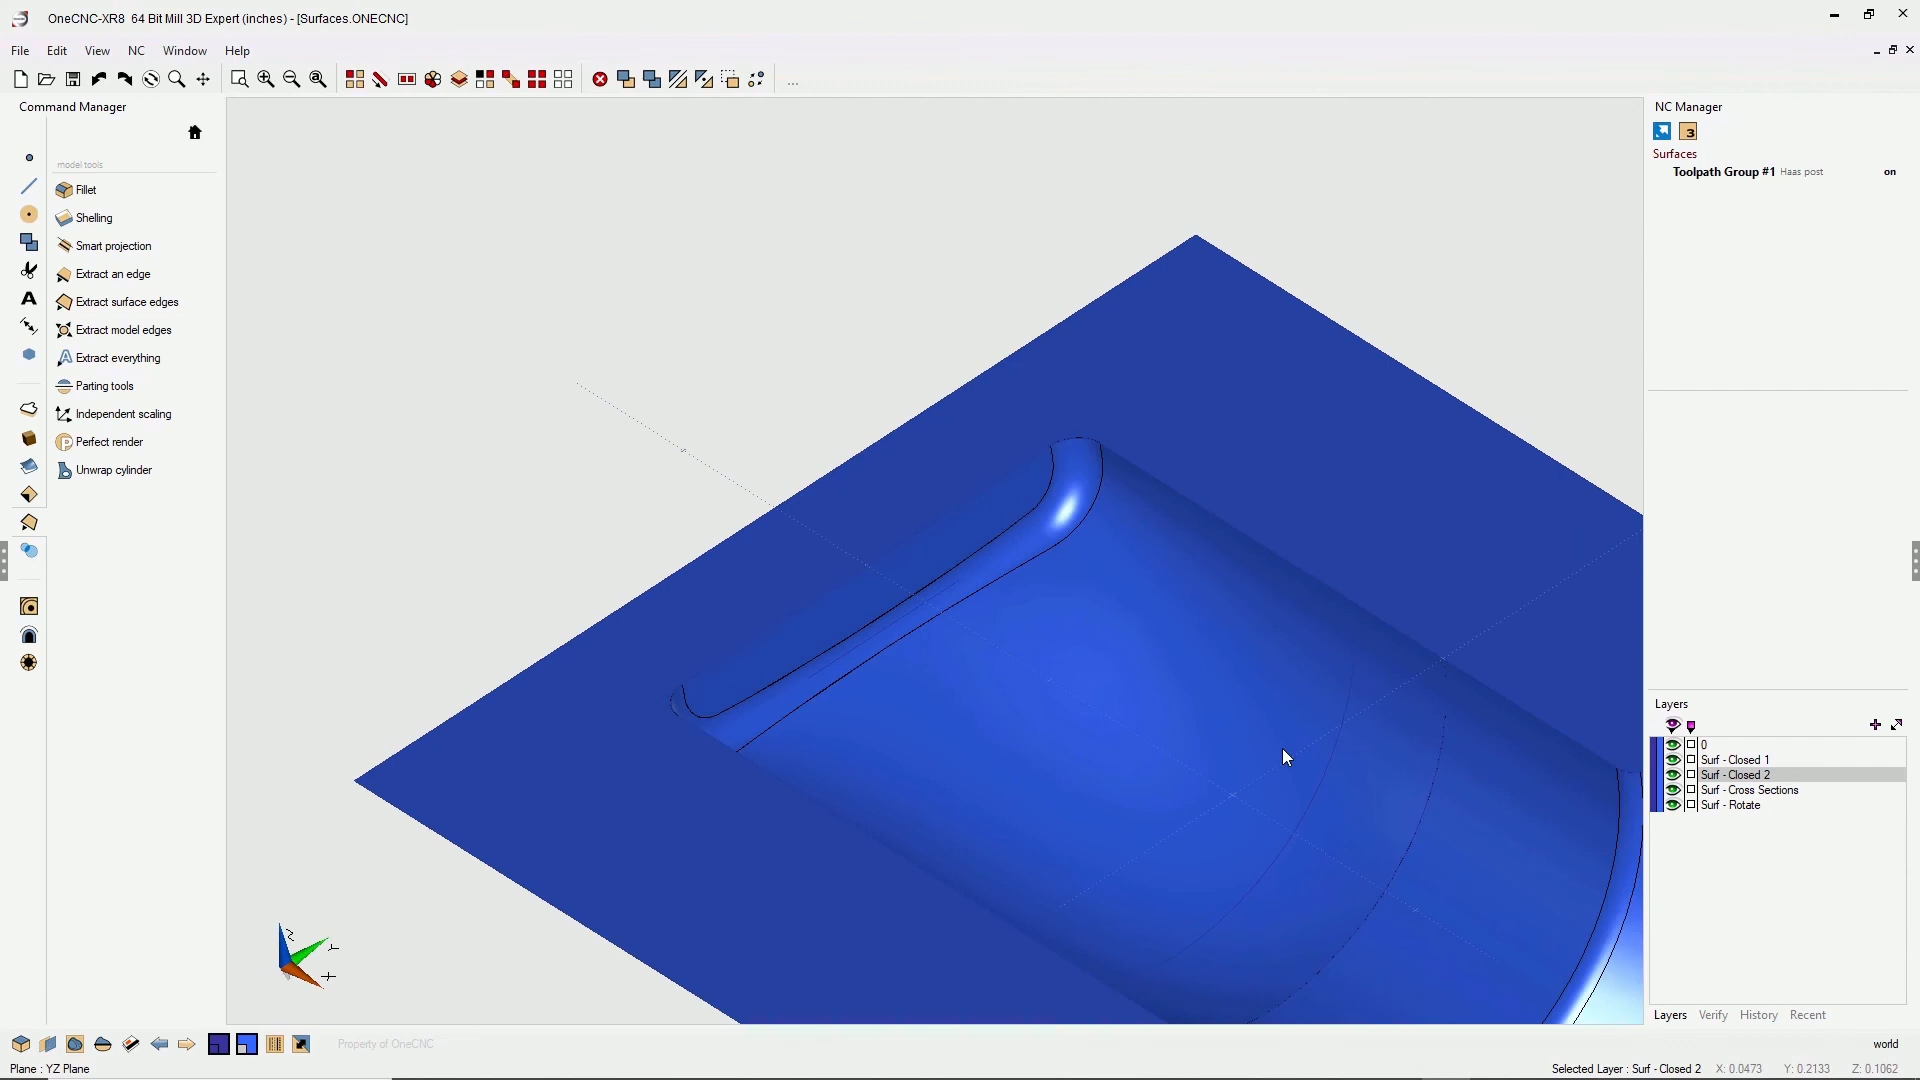 OneCNC-XR8 64 Bit Mill 3D Expert (inches) - [Surfaces.ONECNC]
File Edit View NC Window Help
...
Command Manager
NC Manager
3
Surfaces
model tools
Toolpath Group #1 Haas post on
Fillet
Shelling
Smart projection
Extract an edge
Extract surface edges
A
Extract model edges
Extract everything
Parting tools
Independent scaling
Perfect render
Unwrap cylinder
Layers
0
Surf - Closed 1
Surf - Closed 2
Surf - Cross Sections
Surf - Rotate
Layers Verify History Recent
Property of OneCNC
world
Plane : YZ Plane
Selected Layer : Surf - Closed 2 X: 0.0473 Y: 0.2133 Z: 0.1062